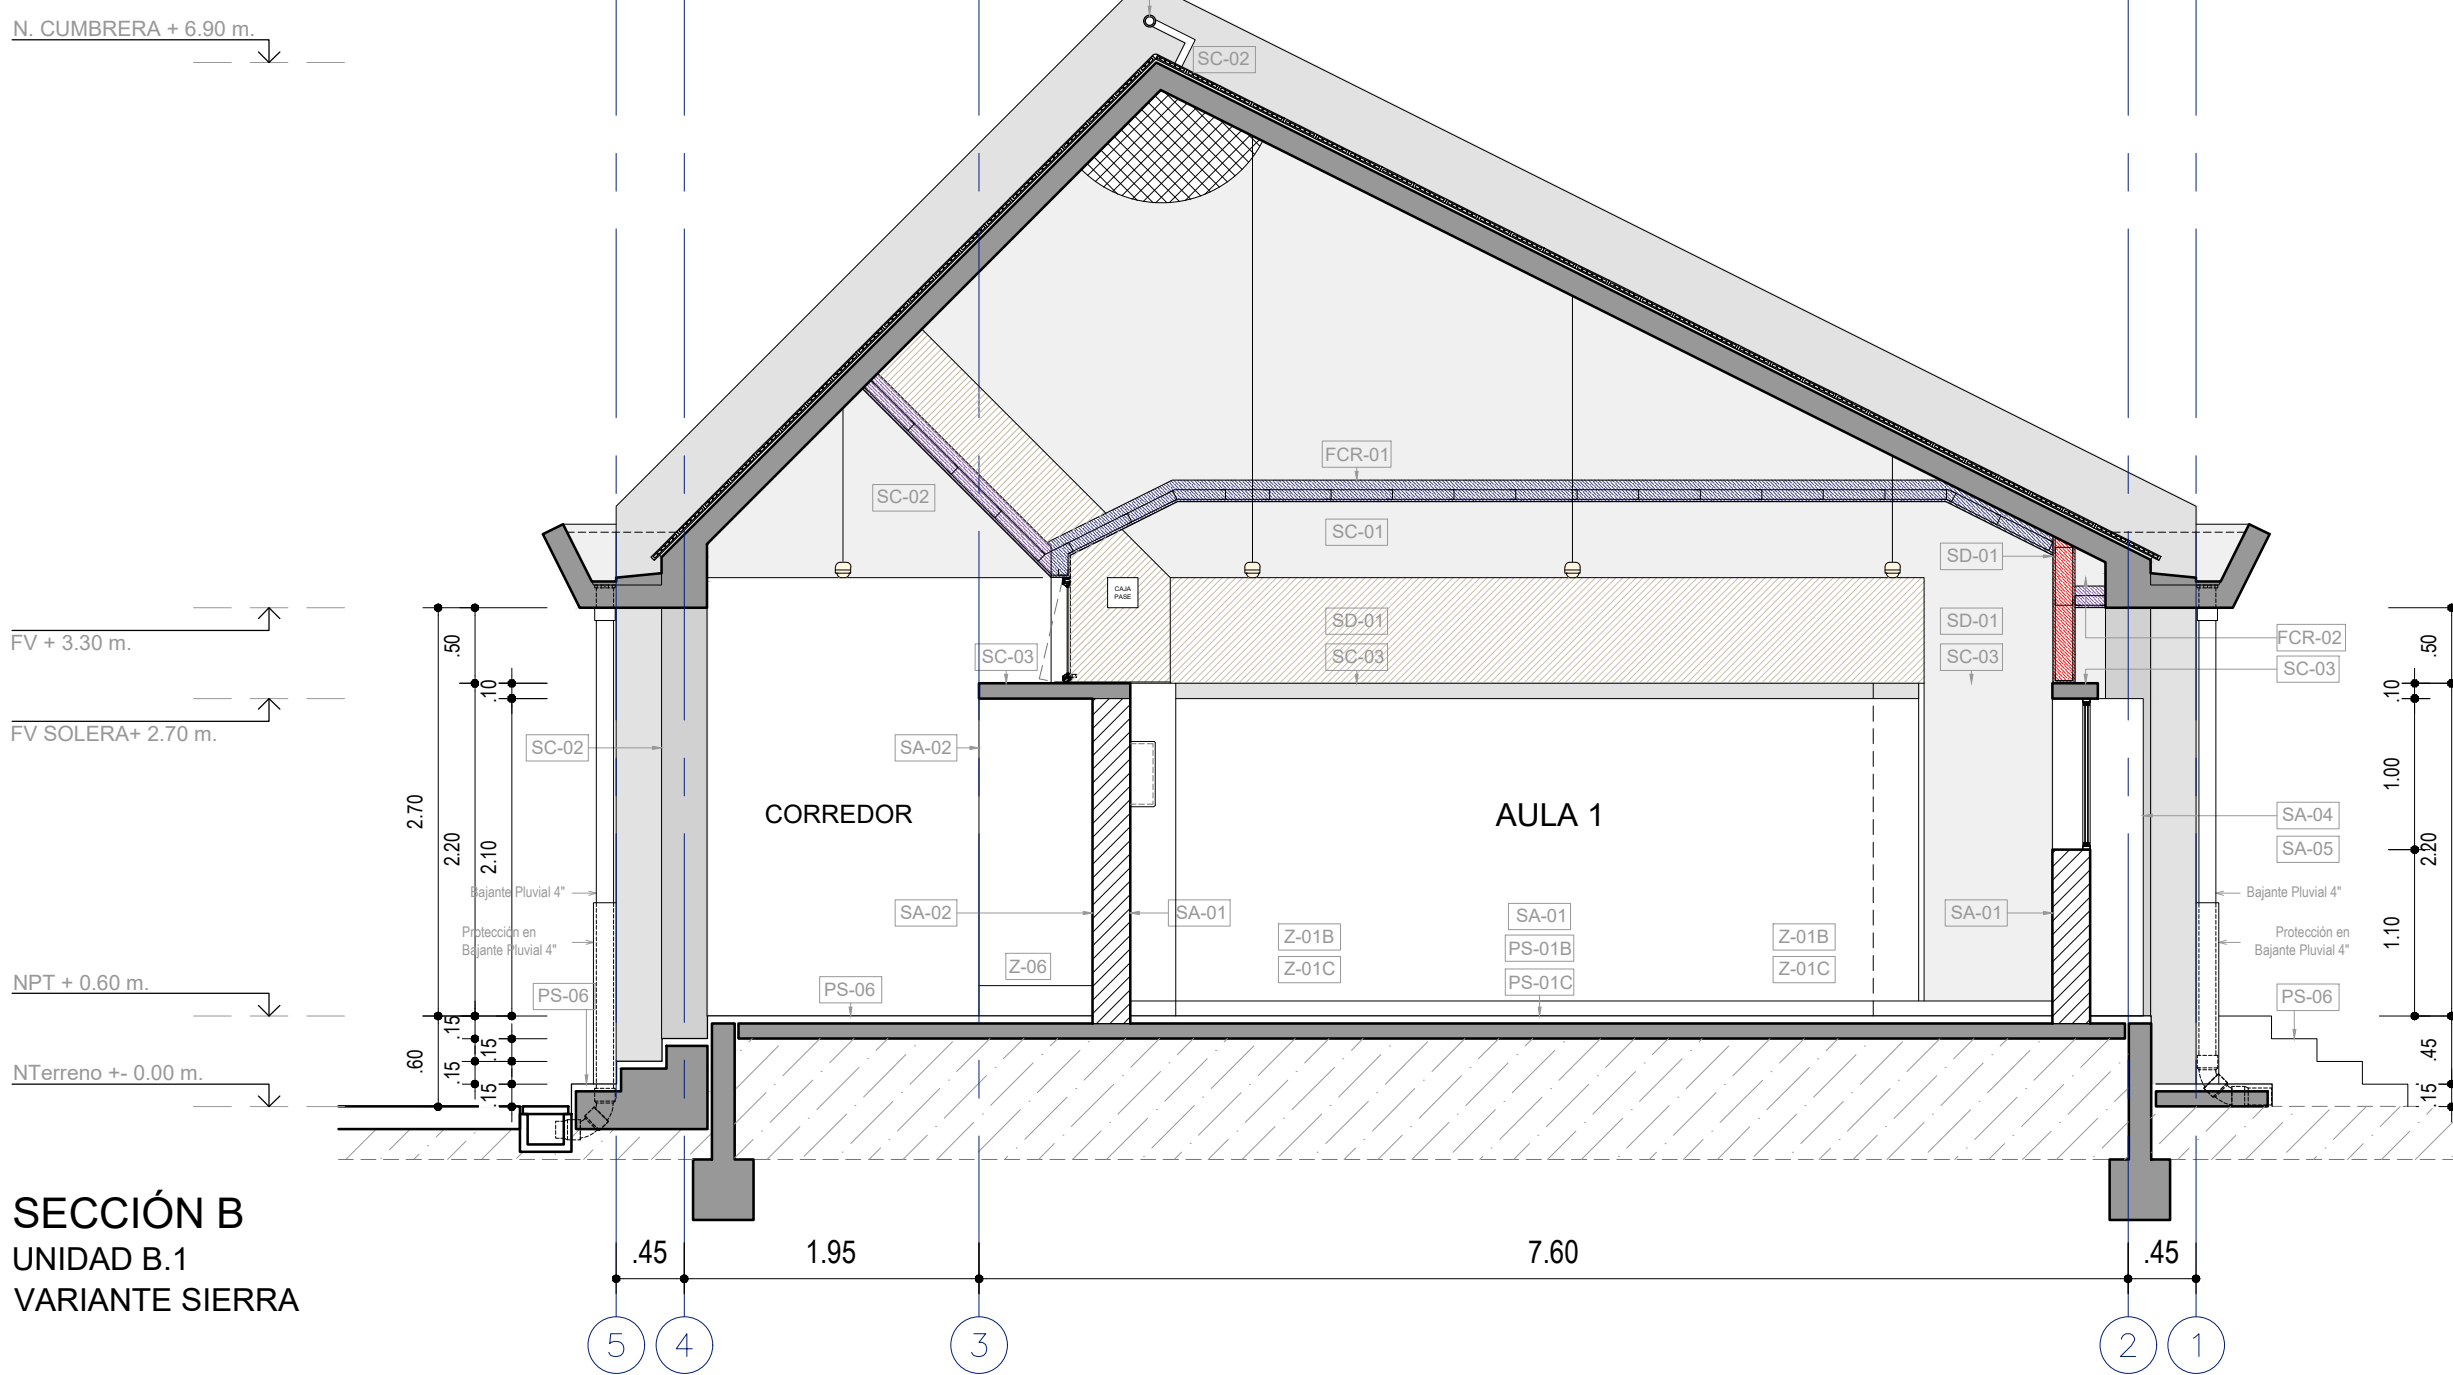 N. CUMBRERA + 6.90 m.
SC-02
FCR-01
SC-02
SC-01
SD-01
CAJA
PASE
FV + 3.30 m.
.50
SD-01
SD-01
FCR-02
.50
SC-03
SC-03
SC-03
SC-03
.10
.10
FV SOLERA+ 2.70 m.
SC-02
SA-02
1.00
2.70
2.20
2.10
CORREDOR
AULA 1
SA-04
SA-05
2.20
Bajante Pluvial 4"
Bajante Pluvial 4"
SA-02
SA-01
SA-01
SA-01
1.10
Protección en
Bajante Pluvial 4"
Z-01B
PS-01B
Z-01B
Protección en
Bajante Pluvial 4"
Z-06
Z-01C
PS-01C
Z-01C
NPT + 0.60 m.
PS-06
PS-06
PS-06
.15
.15
.15
.15
.60
.45
.15
NTerreno +- 0.00 m.
SECCIÓN B
UNIDAD B.1
VARIANTE SIERRA
.45
1.95
7.60
.45
5
4
3
2
1